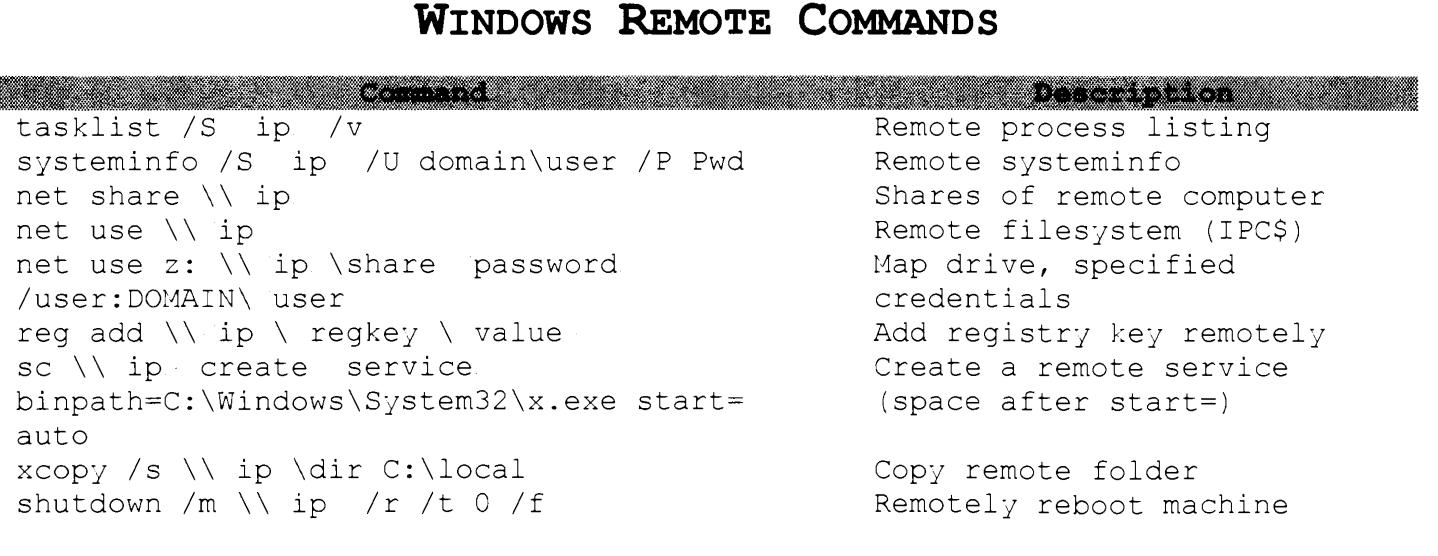 WINDOWS REMOTE COMMANDS
Command Description
tasklist /S ip /v Remote process listing
systeminfo /S ip /U domain\user /P Pwd Remote systeminfo
net share \\ ip Shares of remote computer
net use \\ ip Remote filesystem (IPC$)
net use z: \\ ip \share password Map drive, specified
/user:DOMAIN\ user credentials
reg add \\ ip \ regkey \ value Add registry key remotely
sc \\ ip create service Create a remote service
binpath=C:\Windows\System32\x.exe start= (space after start=)
auto
xcopy /s \\ ip \dir C:\local Copy remote folder
shutdown /m \\ ip /r /t 0 /f Remotely reboot machine